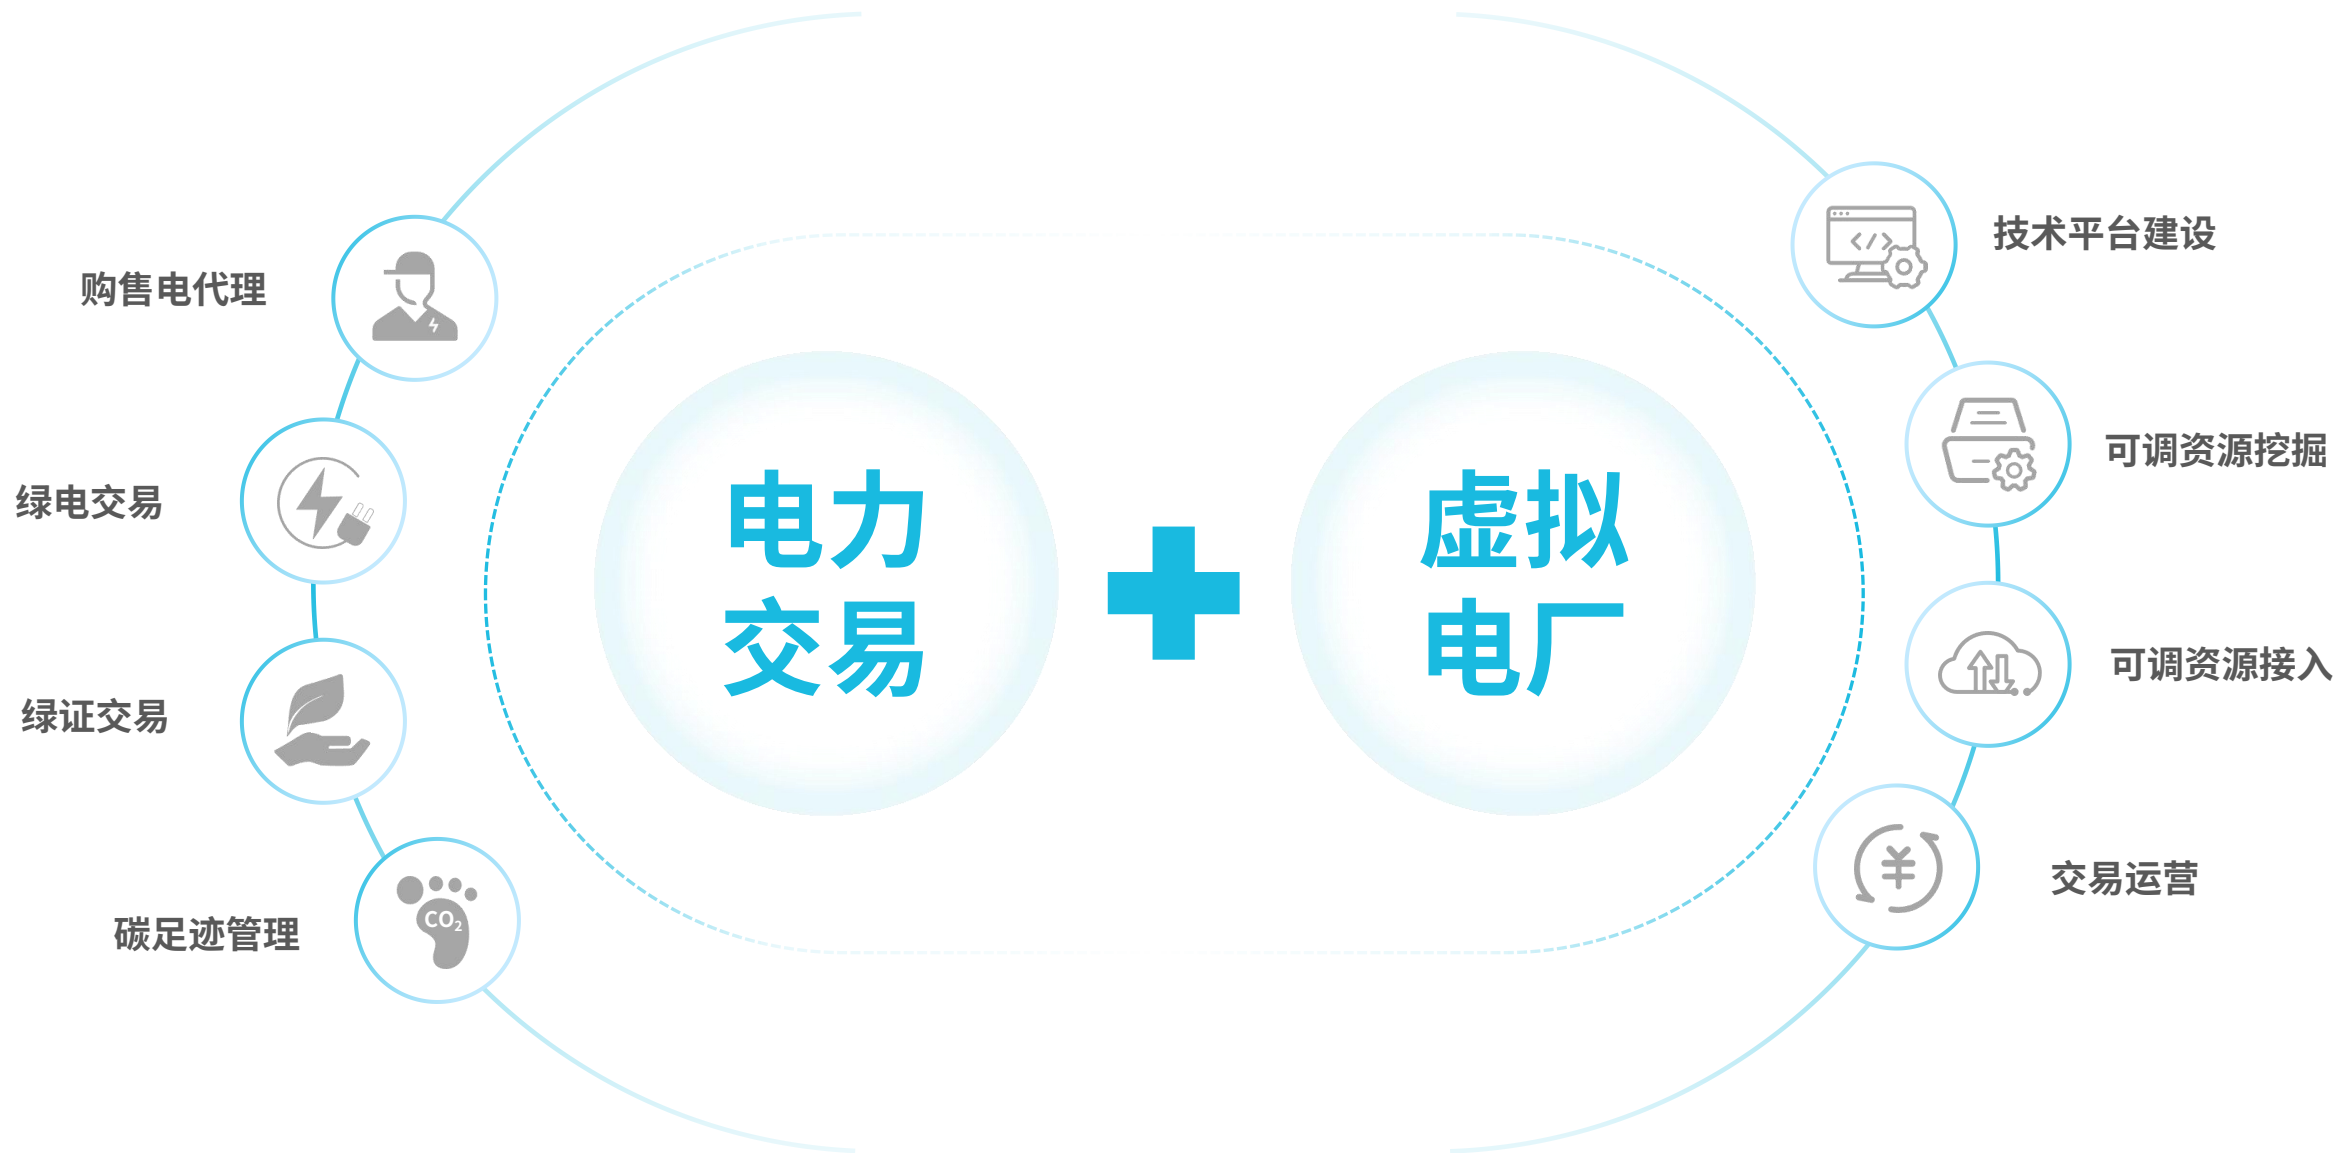 购售电代理
绿电交易
绿证交易
碳足迹管理
CO₂
电力
交易
虚拟
电厂
技术平台建设
可调资源挖掘
可调资源接入
交易运营